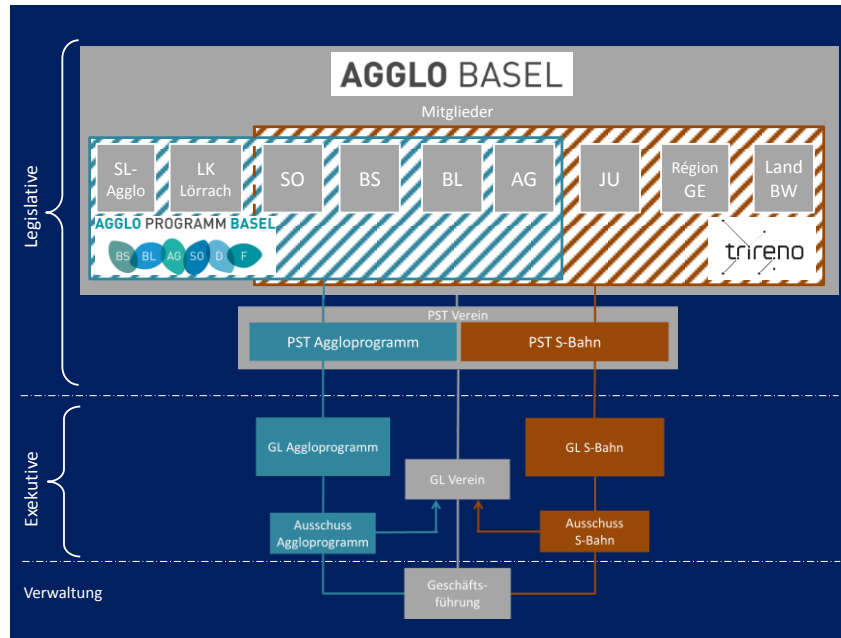 AGGLO BASEL
Mitglieder
SL-
Agglo
LK
Lörrach
SO
BS
BL
AG
JU
Région
GE
Land
BW
AGGLO PROGRAMM BASEL
BS BL AG SO D F
trireno
Legislative
PST Verein
PST Aggloprogramm
PST S-Bahn
GL Aggloprogramm
GL S-Bahn
GL Verein
Exekutive
Ausschuss
Aggloprogramm
Ausschuss
S-Bahn
Verwaltung
Geschäfts-
führung